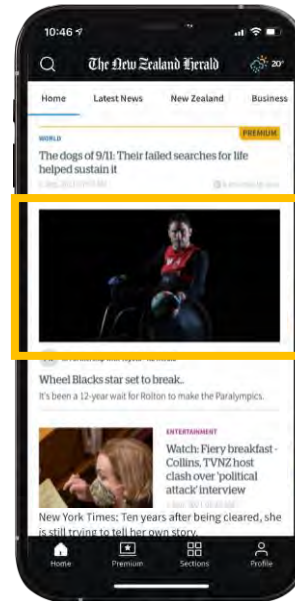 10:46
The New Zealand Herald
20°
Home Latest News New Zealand Business
WORLD
PREMIUM
The dogs of 9/11: Their failed searches for life
helped sustain it
Wheel Blacks star set to break..
It's been a 12-year wait for Rolton to make the Paralympics.
ENTERTAINMENT
Watch: Fiery breakfast -
Collins, TVNZ host
clash over 'political
attack' interview
New York Times: Ten years after being cleared, she
is still trying to tell her own story.
Home Premium Sections Profile